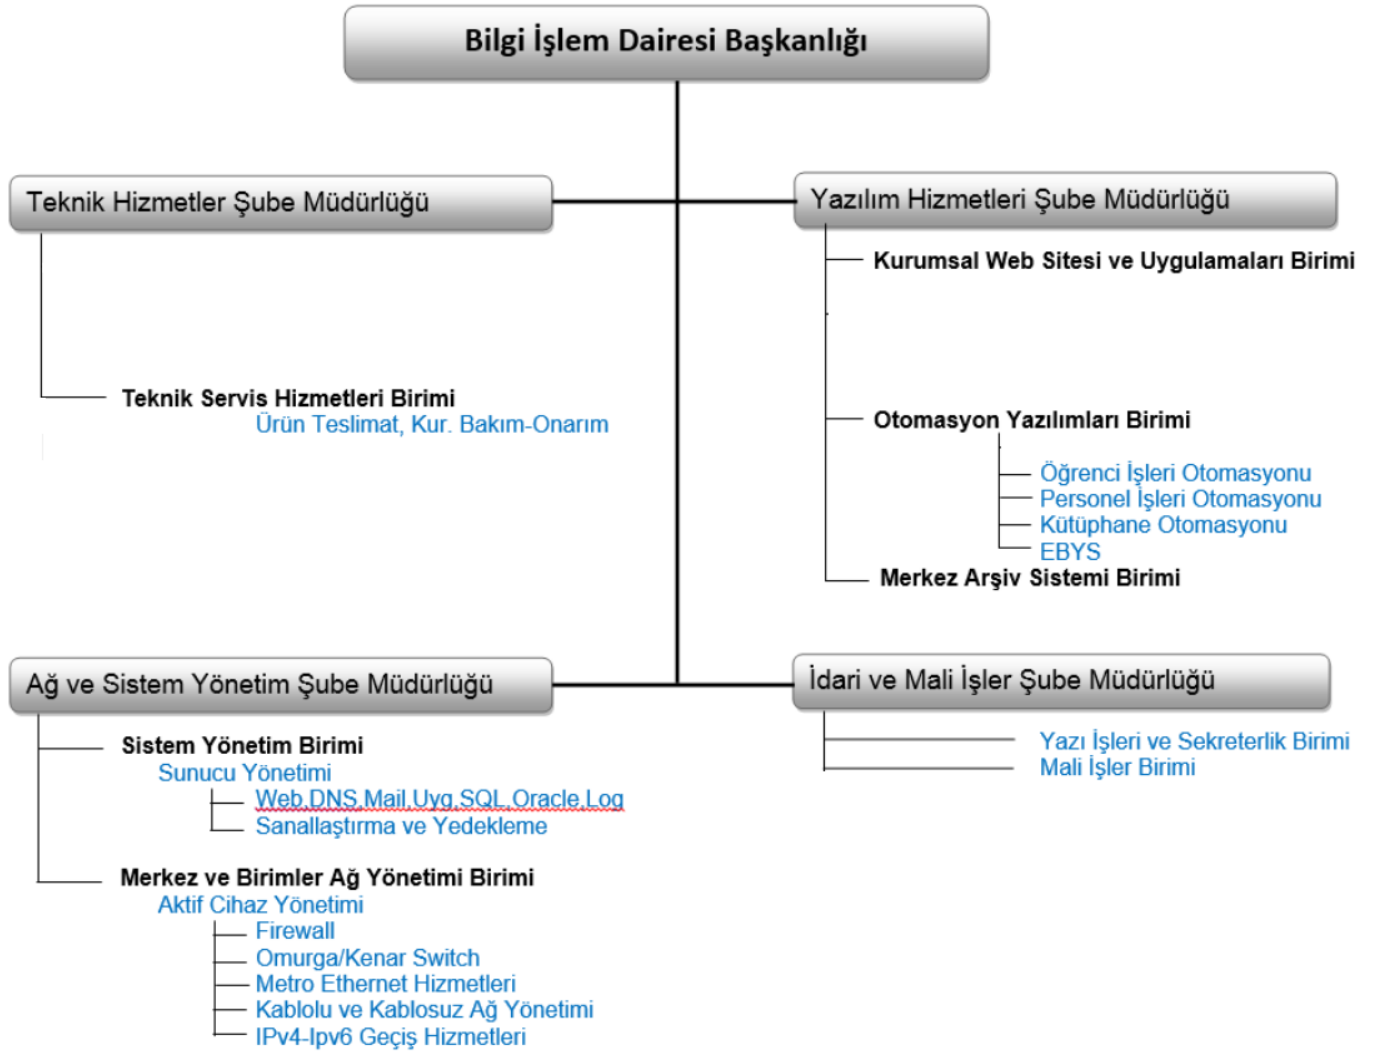 Bilgi İşlem Dairesi Başkanlığı
Teknik Hizmetler Şube Müdürlüğü
Teknik Servis Hizmetleri Birimi
Ürün Teslimat, Kur. Bakım-Onarım
Yazılım Hizmetleri Şube Müdürlüğü
Kurumsal Web Sitesi ve Uygulamaları Birimi
Otomasyon Yazılımları Birimi
Öğrenci İşleri Otomasyonu
Personel İşleri Otomasyonu
Kütüphane Otomasyonu
EBYS
Merkez Arşiv Sistemi Birimi
Ağ ve Sistem Yönetim Şube Müdürlüğü
Sistem Yönetim Birimi
Sunucu Yönetimi
Web,DNS,Mail,Uyg,SQL,Oracle,Log
Sanallaştırma ve Yedekleme
Merkez ve Birimler Ağ Yönetimi Birimi
Aktif Cihaz Yönetimi
Firewall
Omurga/Kenar Switch
Metro Ethernet Hizmetleri
Kablolu ve Kablosuz Ağ Yönetimi
IPv4-Ipv6 Geçiş Hizmetleri
İdari ve Mali İşler Şube Müdürlüğü
Yazı İşleri ve Sekreterlik Birimi
Mali İşler Birimi